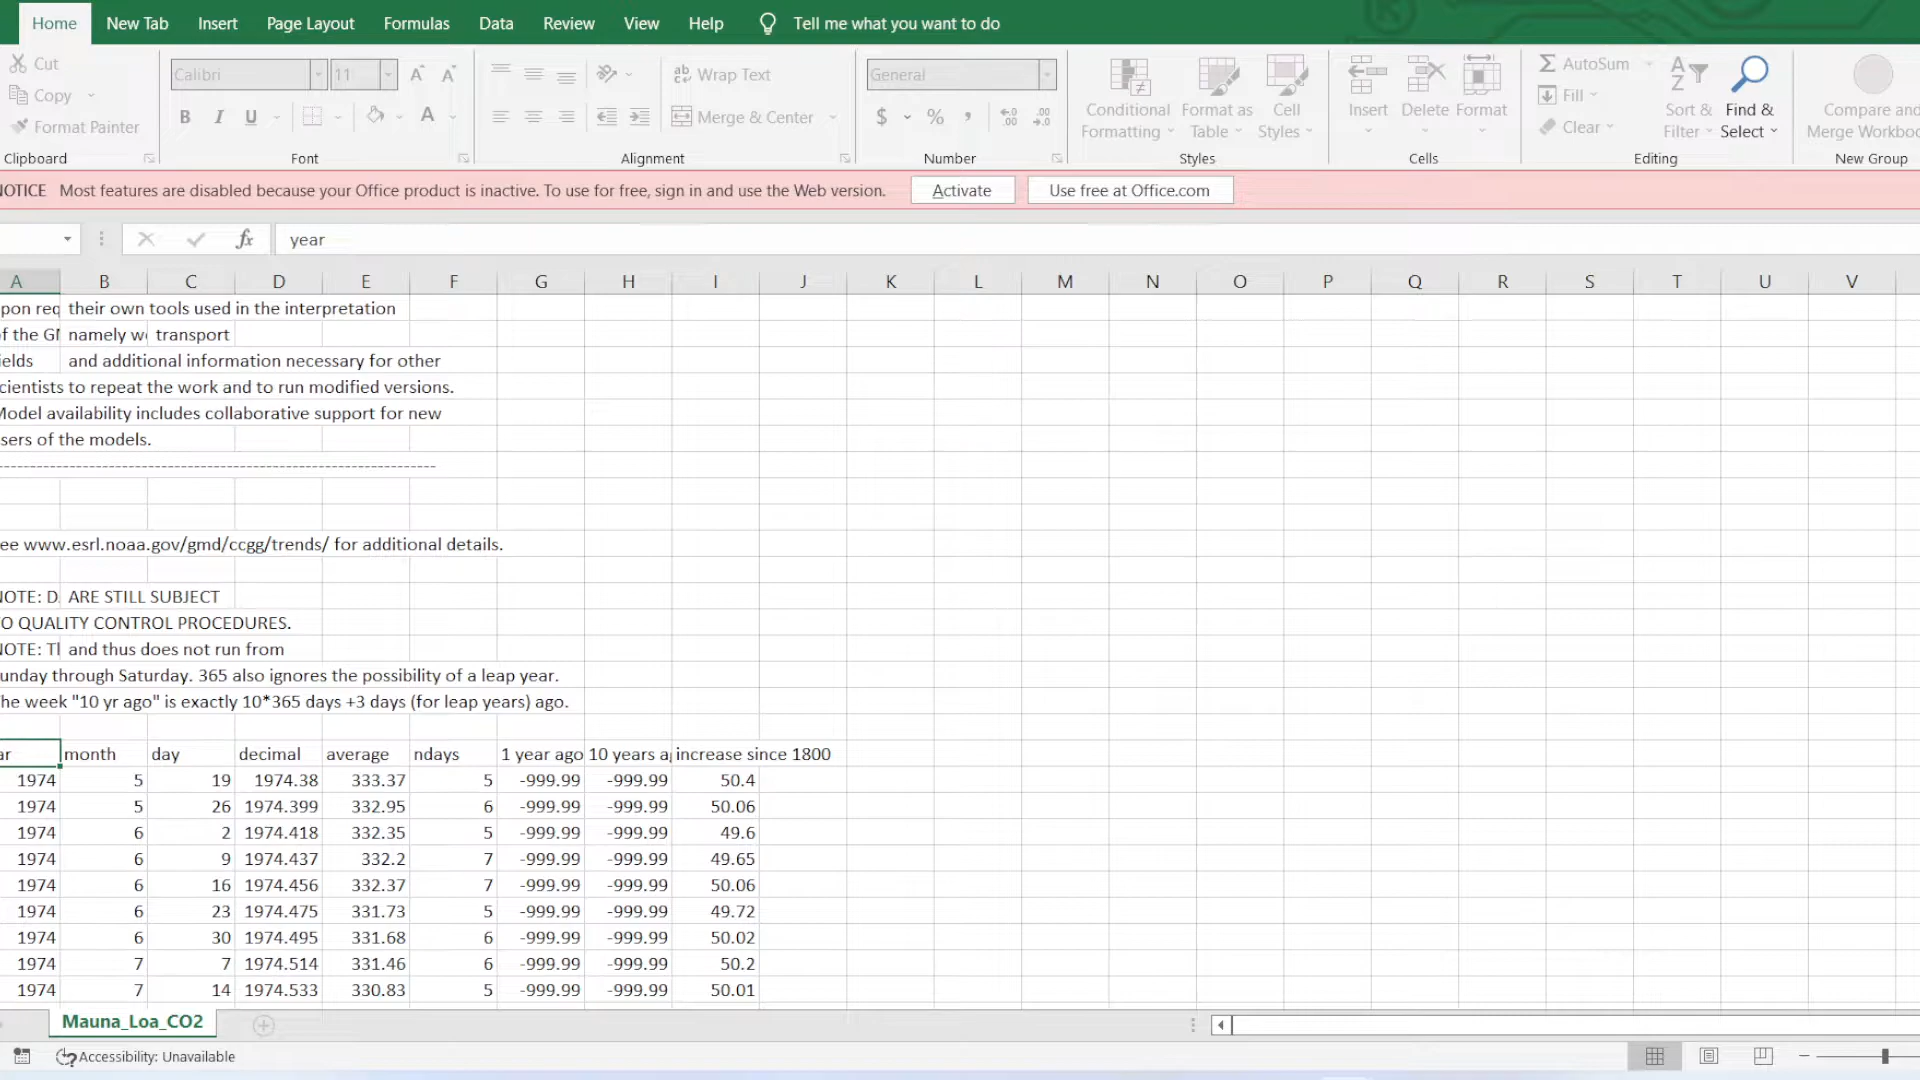 Home New Tab Insert Page Layout Formulas Data Review View Help Tell me what you want to do
Cut
Copy
Format Painter
Clipboard
Calibri 11
B I U
Font
Wrap Text
Merge & Center
Alignment
General
$ % ,
Number
Conditional Formatting
Format as Table
Cell Styles
Styles
Insert Delete Format
Cells
AutoSum
Fill
Clear
Sort & Filter
Find & Select
Editing
Compare and
Merge Workboo
New Group
NOTICE Most features are disabled because your Office product is inactive. To use for free, sign in and use the Web version. Activate Use free at Office.com
fx year
A B C D E F G H I J K L M N O P Q R S T U V
pon req their own tools used in the interpretation
of the namely we transport
ields and additional information necessary for other
cientists to repeat the work and to run modified versions.
Model availability includes collaborative support for new
sers of the models.
----------------------------------------------------------------
ee www.esrl.noaa.gov/gmd/ccgg/trends/ for additional details.
NOTE: D ARE STILL SUBJECT
O QUALITY CONTROL PROCEDURES.
NOTE: Tl and thus does not run from
unday through Saturday. 365 also ignores the possibility of a leap year.
he week "10 yr ago" is exactly 10*365 days +3 days (for leap years) ago.
ar month day decimal average ndays 1 year ago 10 years a increase since 1800
1974 5 19 1974.38 333.37 5 -999.99 -999.99 50.4
1974 5 26 1974.399 332.95 6 -999.99 -999.99 50.06
1974 6 2 1974.418 332.35 5 -999.99 -999.99 49.6
1974 6 9 1974.437 332.2 7 -999.99 -999.99 49.65
1974 6 16 1974.456 332.37 7 -999.99 -999.99 50.06
1974 6 23 1974.475 331.73 5 -999.99 -999.99 49.72
1974 6 30 1974.495 331.68 6 -999.99 -999.99 50.02
1974 7 7 1974.514 331.46 6 -999.99 -999.99 50.2
1974 7 14 1974.533 330.83 5 -999.99 -999.99 50.01
Mauna_Loa_CO2
Accessibility: Unavailable